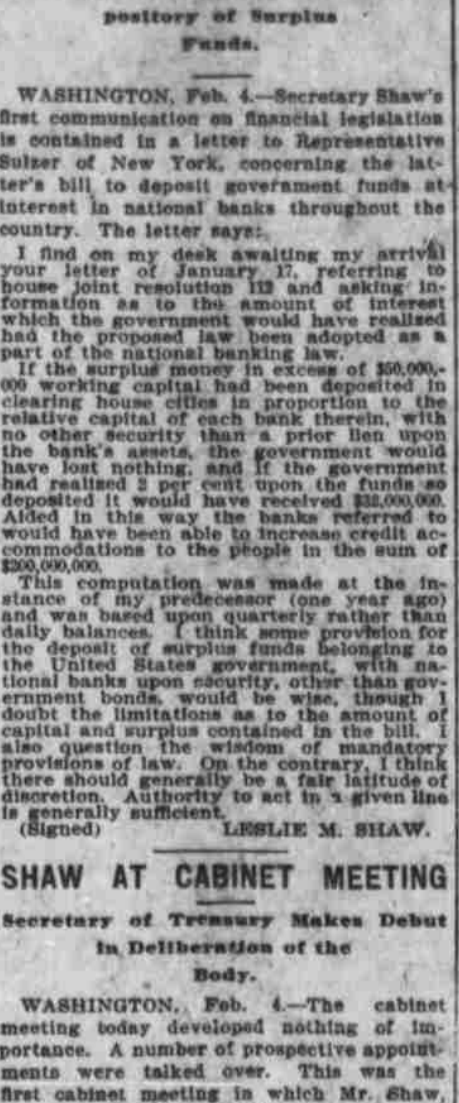 pository of Surplus
Funds.
WASHINGTON, Feb. 4.—Secretary Shaw's
first communication on financial legislation
is contained in a letter to Representative
Sulzer of New York, concerning the lat-
ter's bill to deposit government funds at
interest in national banks throughout the
country. The letter says:
I find on my desk awaiting my arrival
your letter of January 17, referring to
house joint resolution 112 and asking in-
formation as to the amount of interest
which the government would have realized
had the proposed law been adopted as a
part of the national banking law.
If the surplus money in excess of $50,000,-
000 working capital had been deposited in
clearing house cities in proportion to the
relative capital of each bank therein, with
no other security than a prior lien upon
the bank's assets, the government would
have lost nothing, and if the government
had realized 2 per cent upon the funds so
deposited it would have received $32,000,000.
Aided in this way the banks referred to
would have been able to increase credit ac-
commodations to the people in the sum of
$200,000,000.
This computation was made at the in-
stance of my predecessor (one year ago)
and was based upon quarterly rather than
daily balances. I think some provision for
the deposit of surplus funds belonging to
the United States government, with na-
tional banks upon security, other than gov-
ernment bonds, would be wise, though I
doubt the limitations as to the amount of
capital and surplus contained in the bill. I
also question the wisdom of mandatory
provisions of law. On the contrary, I think
there should generally be a fair latitude of
discretion. Authority to act in a given line
is generally sufficient.
(Signed) LESLIE M. SHAW.
SHAW AT CABINET MEETING
Secretary of Treasury Makes Debut
in Deliberation of the
Body.
WASHINGTON, Feb. 4.—The cabinet
meeting today developed nothing of im-
portance. A number of prospective appoint-
ments were talked over. This was the
first cabinet meeting in which Mr. Shaw,